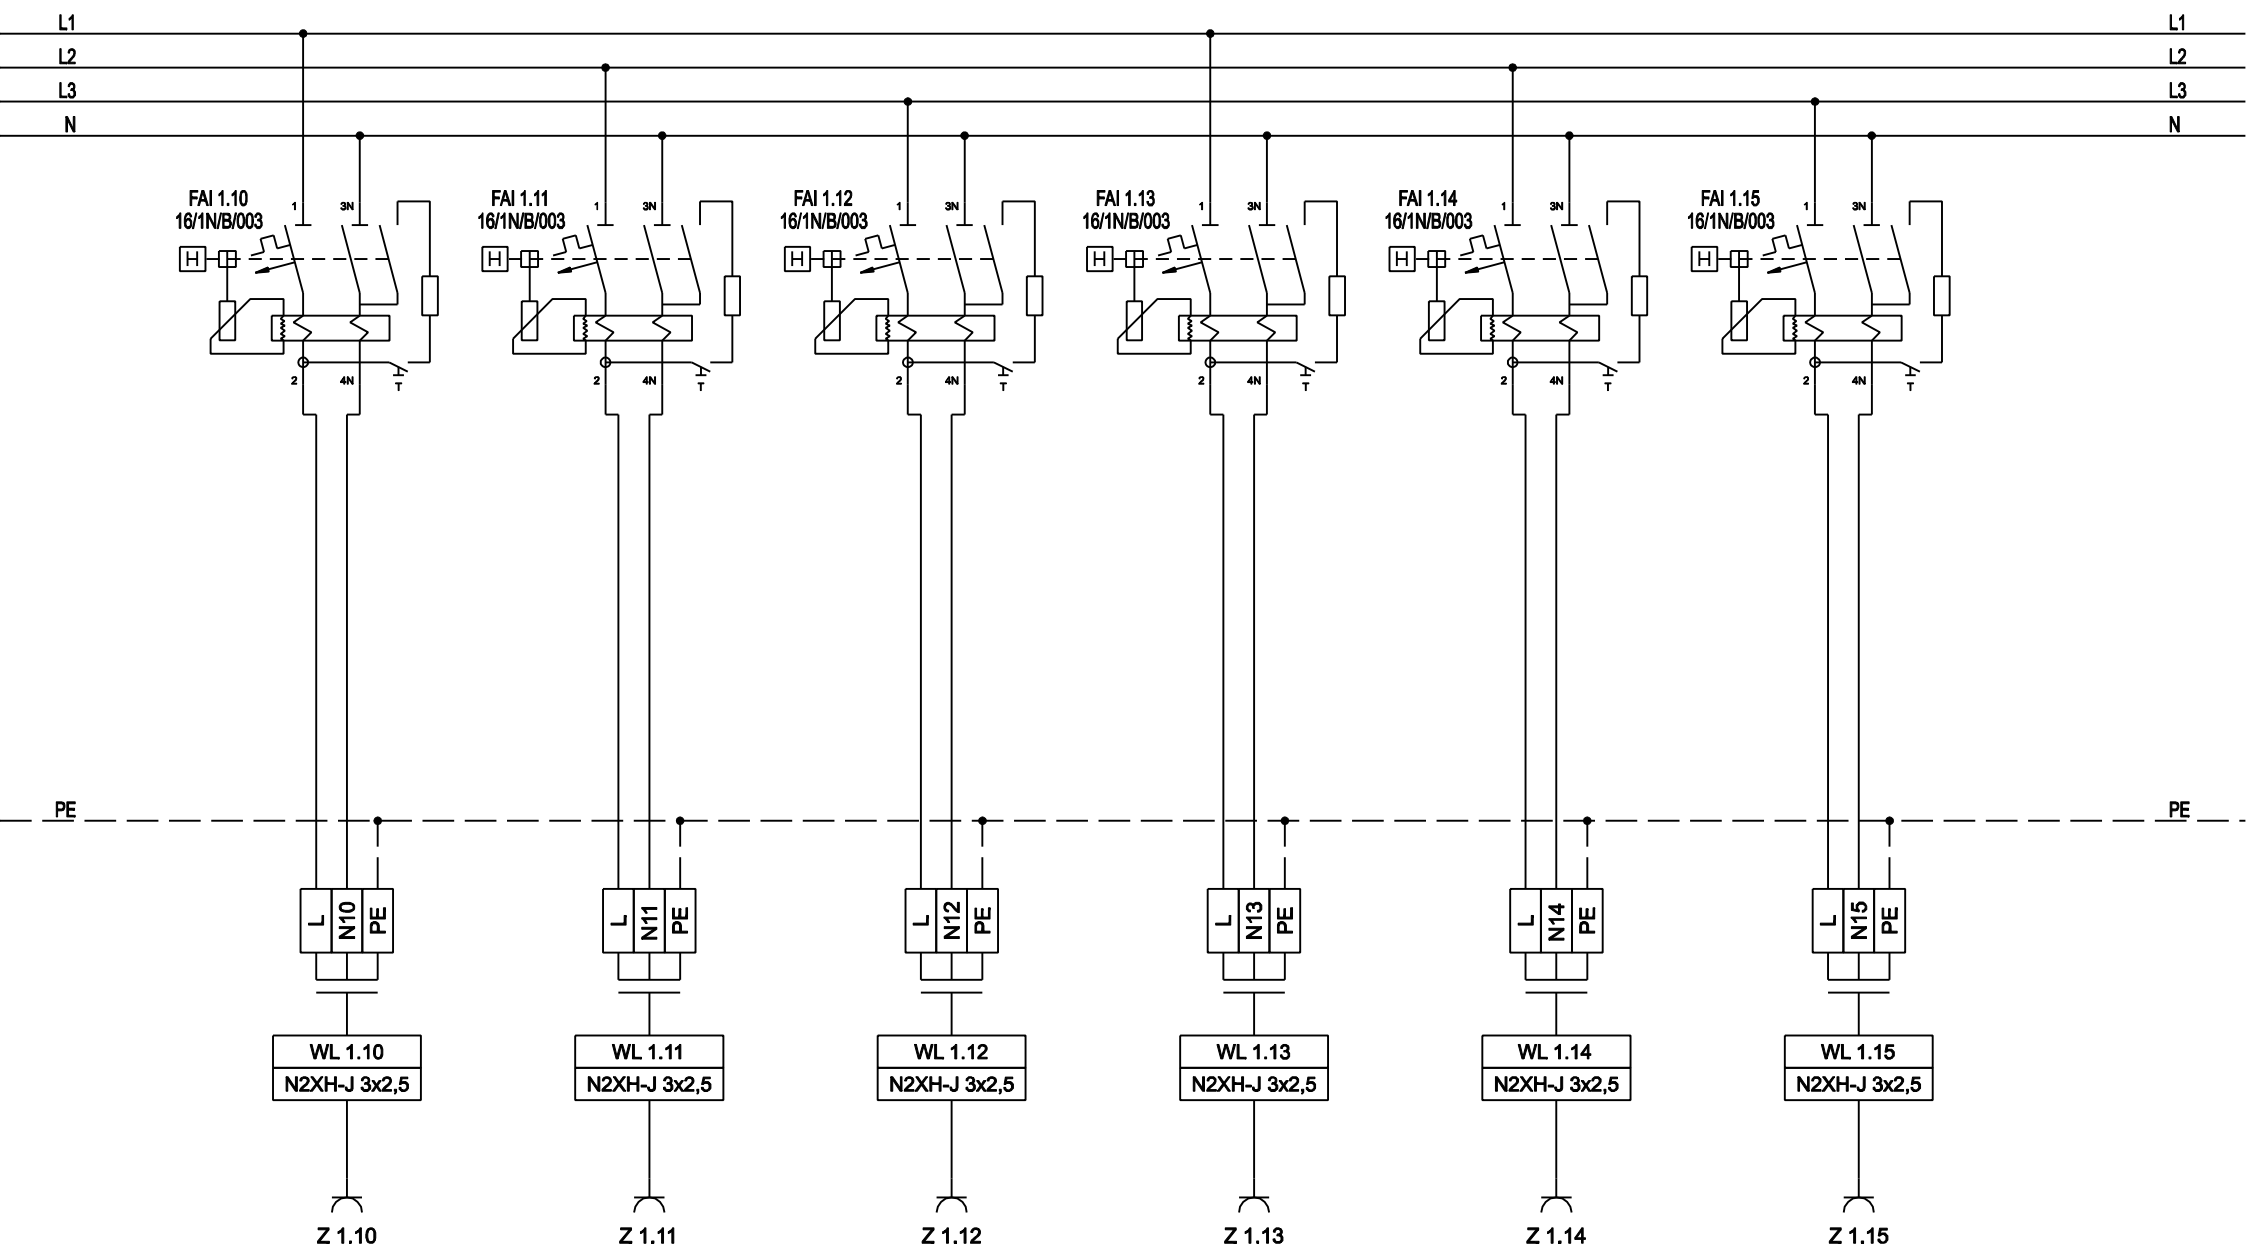 L1 L1
L2 L2
L3 L3
N N
FAI 1.10 FAI 1.11 FAI 1.12 FAI 1.13 FAI 1.14 FAI 1.15
1 3N 1 3N 1 3N 1 3N 1 3N 1 3N
16/1N/B/003 16/1N/B/003 16/1N/B/003 16/1N/B/003 16/1N/B/003 16/1N/B/003
H H H H H H
2 4N T 2 4N T 2 4N T 2 4N T 2 4N T 2 4N T
PE PE
L N10 PE L N11 PE L N12 PE L N13 PE L N14 PE L N15 PE
WL 1.10 WL 1.11 WL 1.12 WL 1.13 WL 1.14 WL 1.15
N2XH-J 3x2,5 N2XH-J 3x2,5 N2XH-J 3x2,5 N2XH-J 3x2,5 N2XH-J 3x2,5 N2XH-J 3x2,5
Z 1.10 Z 1.11 Z 1.12 Z 1.13 Z 1.14 Z 1.15